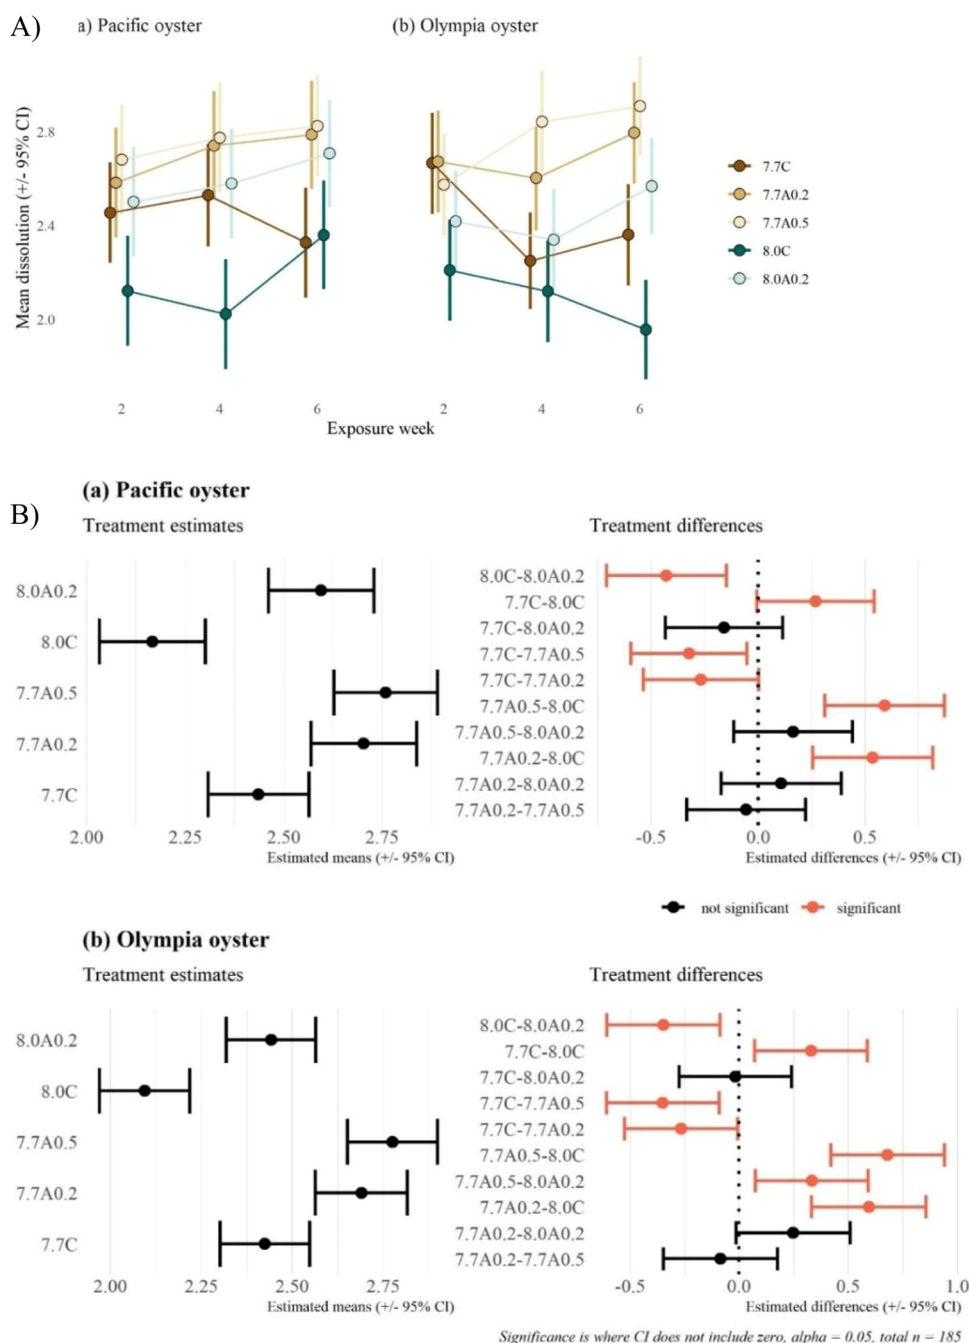 A)
a) Pacific oyster
(b) Olympia oyster
Mean dissolution (+/- 95% CI)
2.8
2.4
2.0
2 4 6
2 4 6
Exposure week
7.7C
7.7A0.2
7.7A0.5
8.0C
8.0A0.2
B)
(a) Pacific oyster
Treatment estimates
8.0A0.2
8.0C
7.7A0.5
7.7A0.2
7.7C
2.00 2.25 2.50 2.75
Estimated means (+/- 95% CI)
Treatment differences
8.0C-8.0A0.2
7.7C-8.0C
7.7C-8.0A0.2
7.7C-7.7A0.5
7.7C-7.7A0.2
7.7A0.5-8.0C
7.7A0.5-8.0A0.2
7.7A0.2-8.0C
7.7A0.2-8.0A0.2
7.7A0.2-7.7A0.5
-0.5 0.0 0.5
Estimated differences (+/- 95% CI)
not significant significant
(b) Olympia oyster
Treatment estimates
8.0A0.2
8.0C
7.7A0.5
7.7A0.2
7.7C
2.00 2.25 2.50 2.75
Estimated means (+/- 95% CI)
Treatment differences
8.0C-8.0A0.2
7.7C-8.0C
7.7C-8.0A0.2
7.7C-7.7A0.5
7.7C-7.7A0.2
7.7A0.5-8.0C
7.7A0.5-8.0A0.2
7.7A0.2-8.0C
7.7A0.2-8.0A0.2
7.7A0.2-7.7A0.5
-0.5 0.0 0.5 1.0
Estimated differences (+/- 95% CI)
Significance is where CI does not include zero, alpha = 0.05, total n = 185